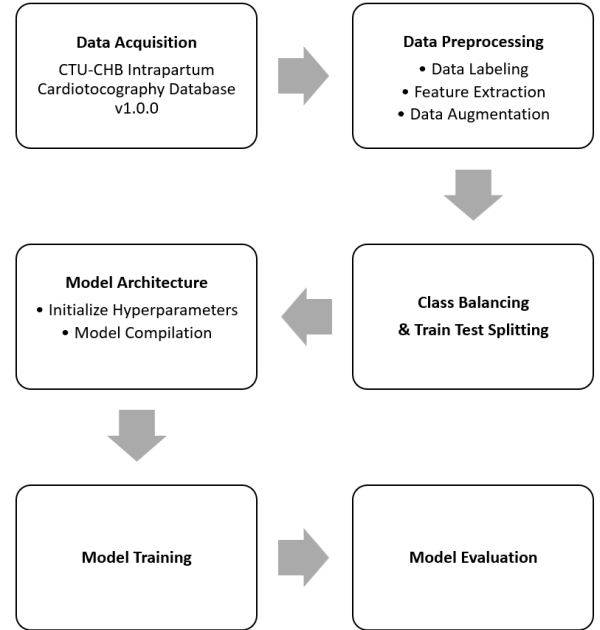 Data Acquisition
CTU-CHB Intrapartum
Cardiotocography Database
v1.0.0
Data Preprocessing
• Data Labeling
• Feature Extraction
• Data Augmentation
Class Balancing
& Train Test Splitting
Model Architecture
• Initialize Hyperparameters
• Model Compilation
Model Training
Model Evaluation